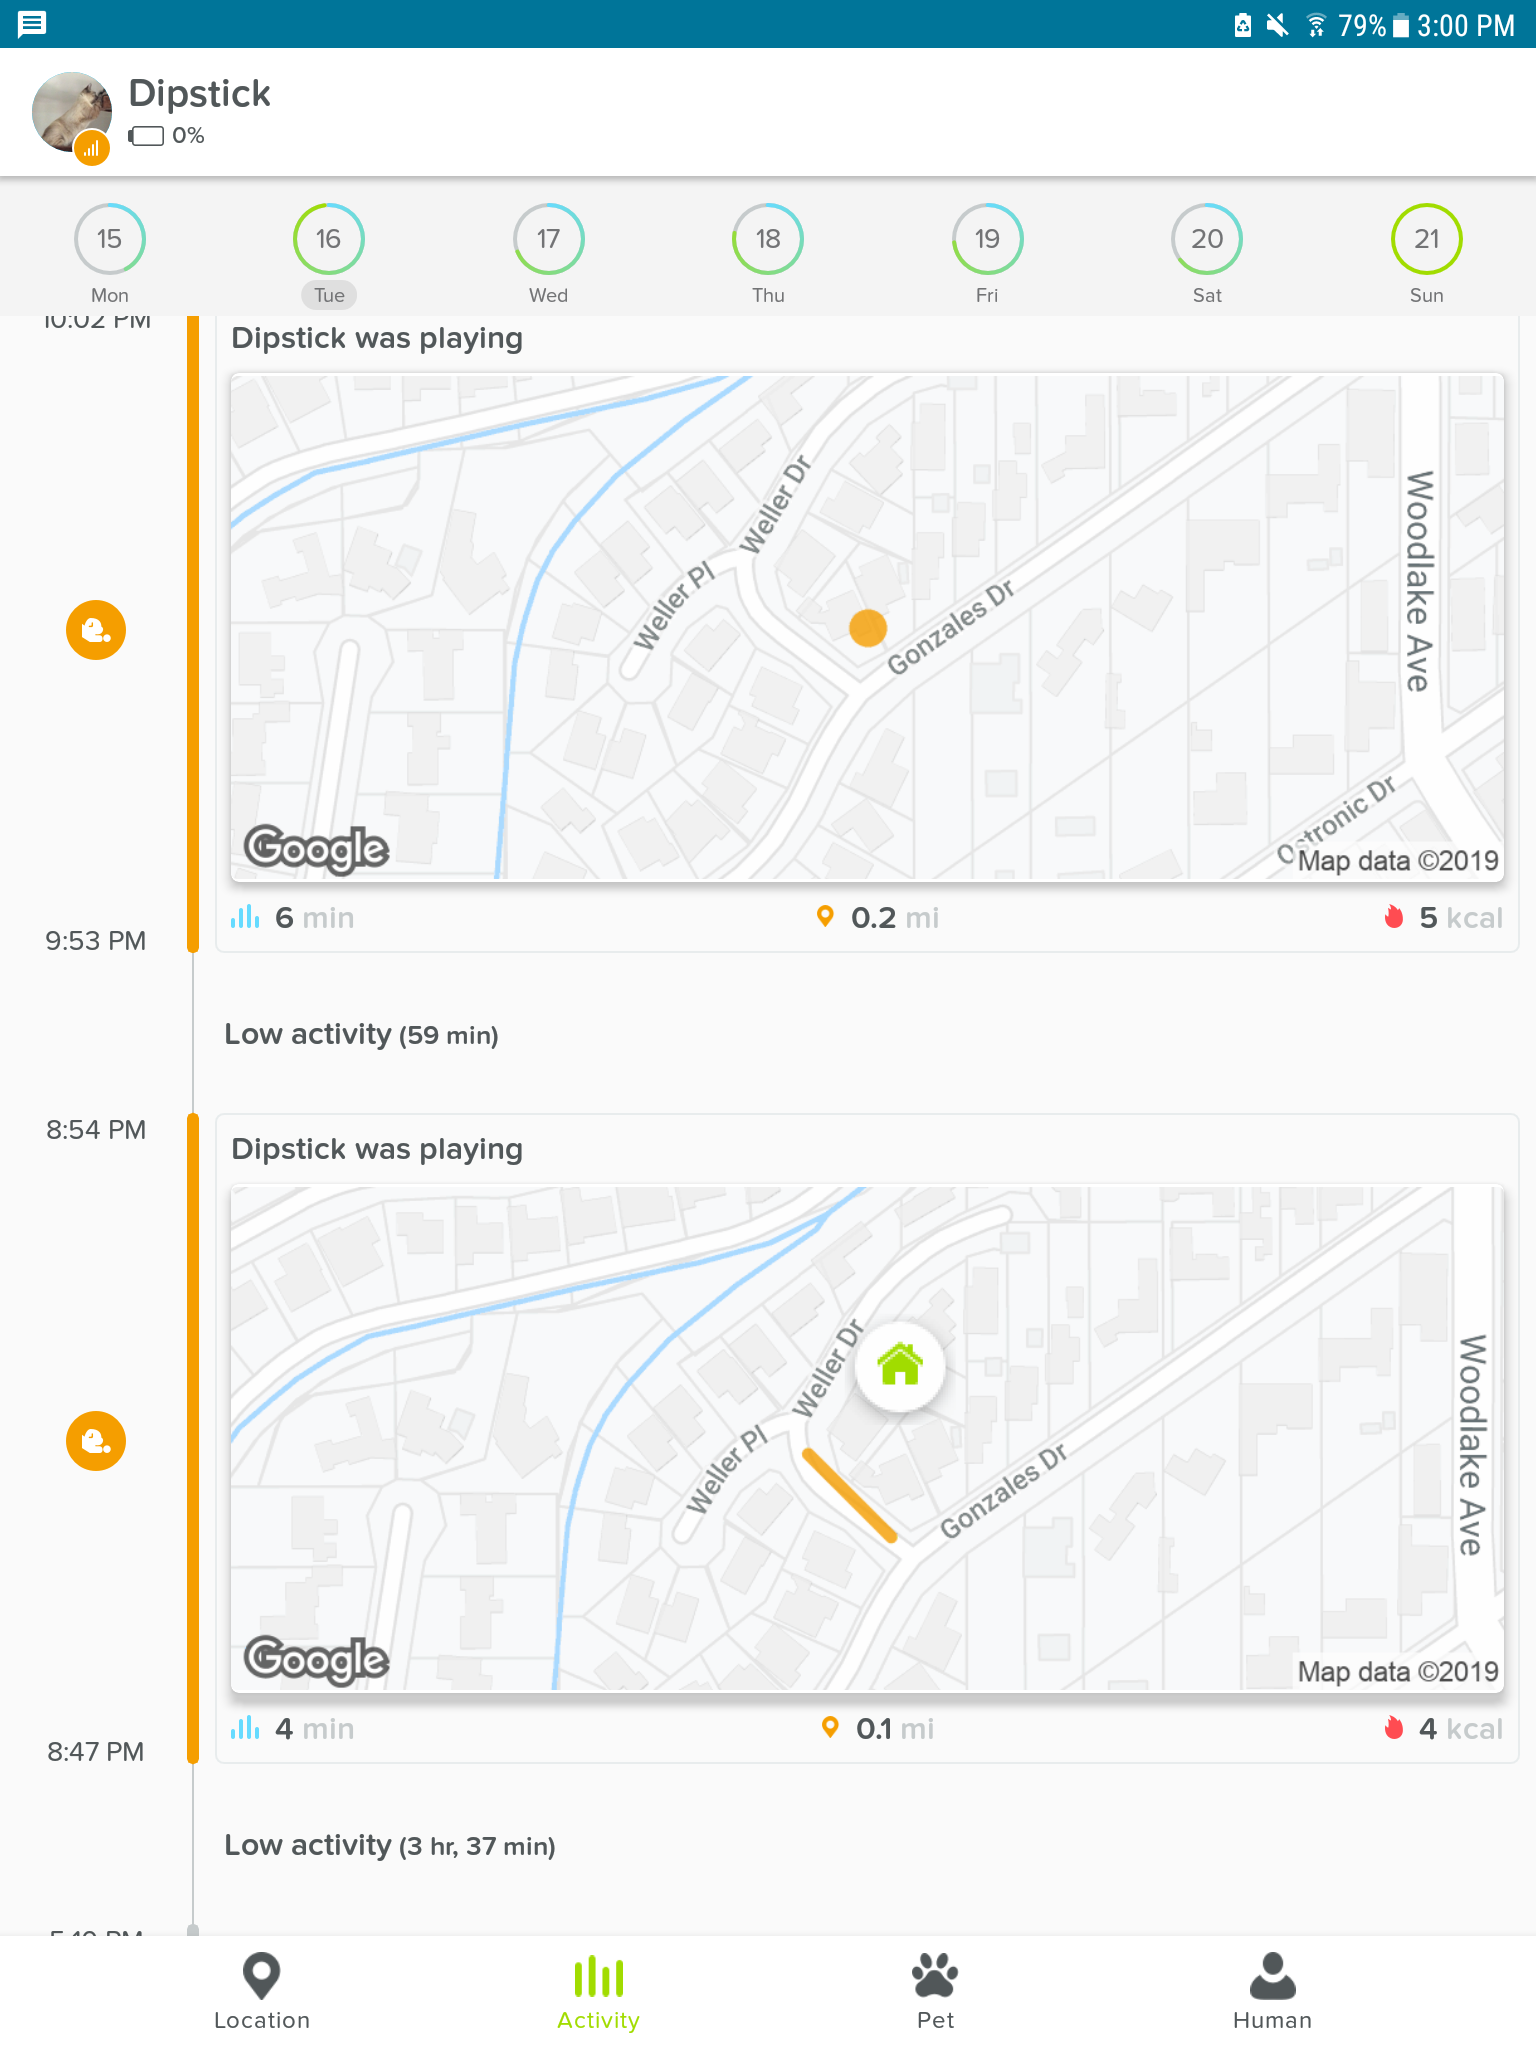 79% 3:00 PM
Dipstick
0%
15 16 17 18 19 20 21
Mon Tue Wed Thu Fri Sat Sun
10:02 PM
Dipstick was playing
Weller Dr
Weller Pl
Gonzales Dr
Woodlake Ave
Ostronic Dr
Google
Map data ©2019
6 min 0.2 mi 5 kcal
9:53 PM
Low activity (59 min)
8:54 PM
Dipstick was playing
Weller Dr
Weller Pl
Gonzales Dr
Woodlake Ave
Google
Map data ©2019
4 min 0.1 mi 4 kcal
8:47 PM
Low activity (3 hr, 37 min)
Location Activity Pet Human